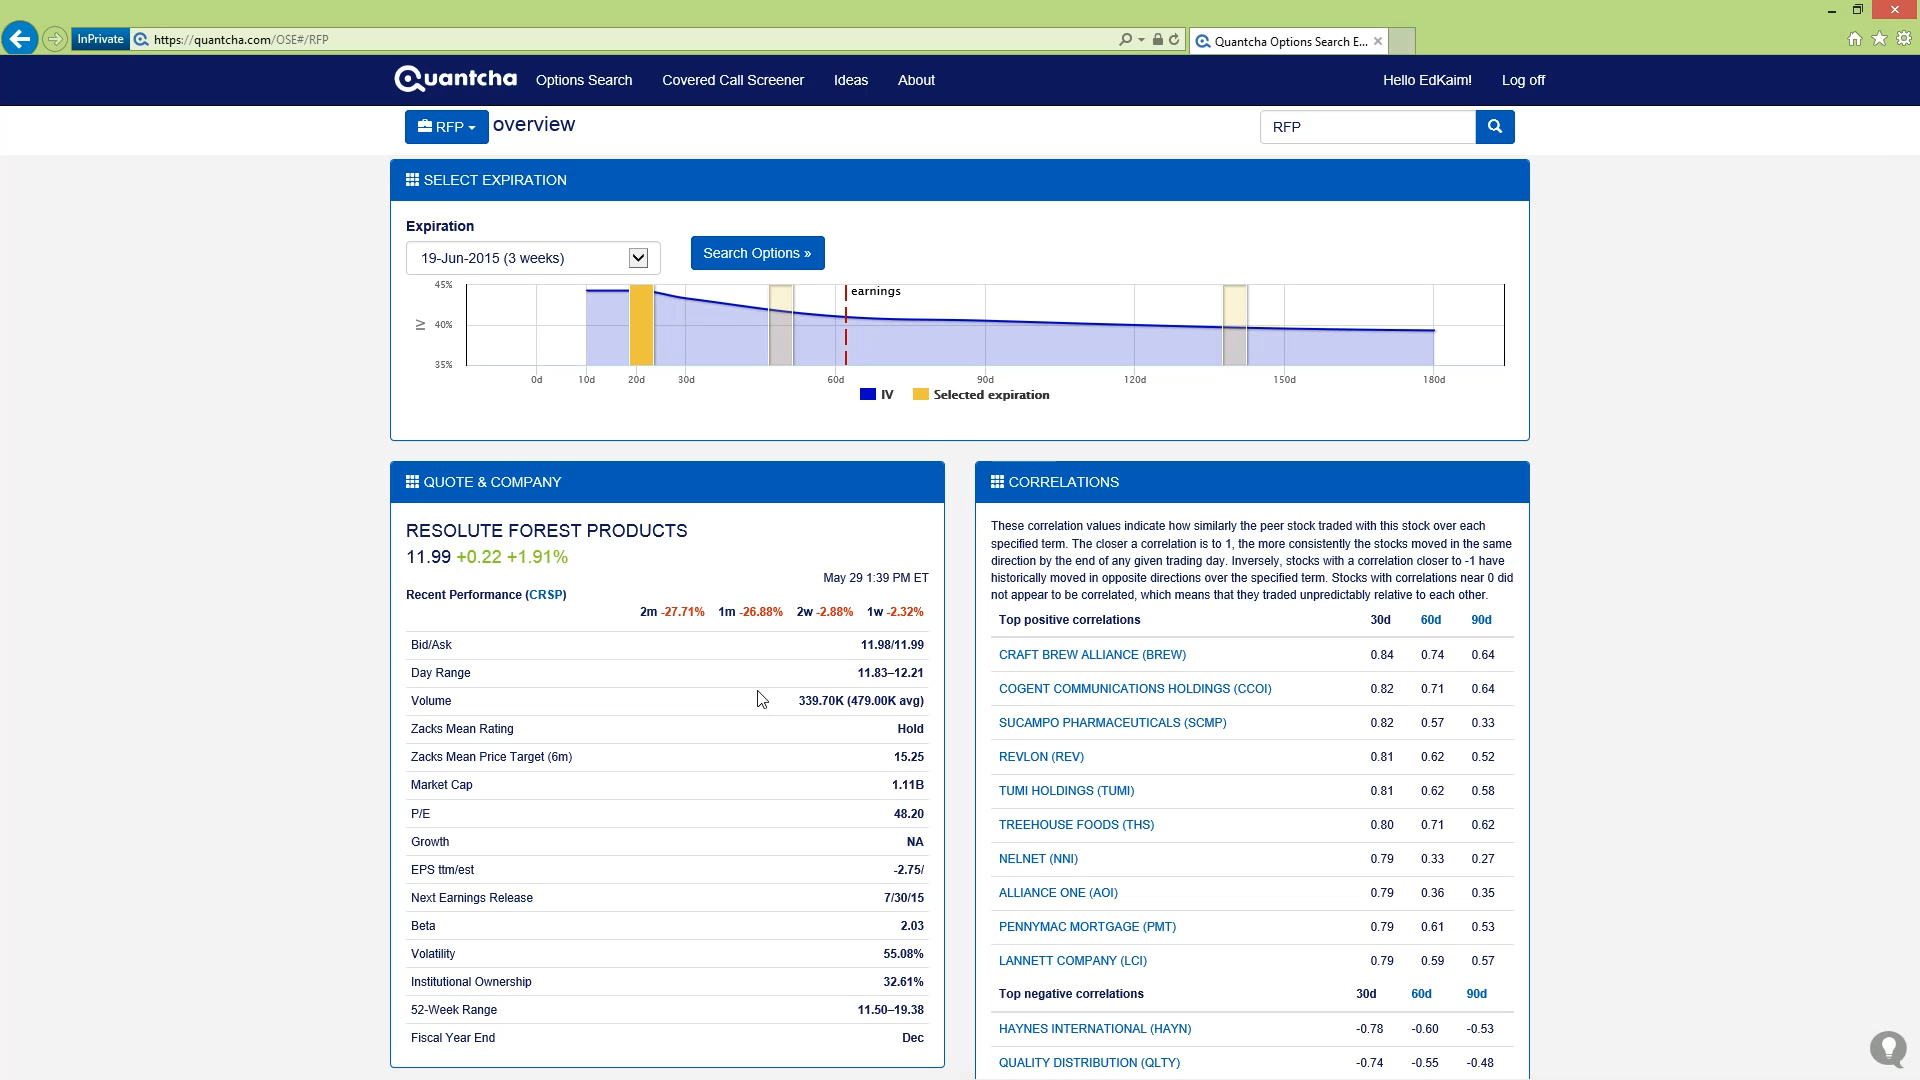 InPrivate
https://quantcha.com/OSE#/RFP
Quantcha Options Search E...
Quantcha
Options Search
Covered Call Screener
Ideas
About
Hello EdKaim!
Log off
RFP
overview
RFP
SELECT EXPIRATION
Expiration
19-Jun-2015 (3 weeks)
Search Options »
45%
40%
35%
IV
earnings
0d 10d 20d 30d 60d 90d 120d 150d 180d
IV Selected expiration
QUOTE & COMPANY
RESOLUTE FOREST PRODUCTS
11.99 +0.22 +1.91%
May 29 1:39 PM ET
Recent Performance (CRSP)
2m -27.71% 1m -26.88% 2w -2.88% 1w -2.32%
Bid/Ask 11.98/11.99
Day Range 11.83–12.21
Volume 339.70K (479.00K avg)
Zacks Mean Rating Hold
Zacks Mean Price Target (6m) 15.25
Market Cap 1.11B
P/E 48.20
Growth NA
EPS ttm/est -2.75/
Next Earnings Release 7/30/15
Beta 2.03
Volatility 55.08%
Institutional Ownership 32.61%
52-Week Range 11.50–19.38
Fiscal Year End Dec
CORRELATIONS
These correlation values indicate how similarly the peer stock traded with this stock over each
specified term. The closer a correlation is to 1, the more consistently the stocks moved in the same
direction by the end of any given trading day. Inversely, stocks with a correlation closer to -1 have
historically moved in opposite directions over the specified term. Stocks with correlations near 0 did
not appear to be correlated, which means that they traded unpredictably relative to each other.
Top positive correlations 30d 60d 90d
CRAFT BREW ALLIANCE (BREW) 0.84 0.74 0.64
COGENT COMMUNICATIONS HOLDINGS (CCOI) 0.82 0.71 0.64
SUCAMPO PHARMACEUTICALS (SCMP) 0.82 0.57 0.33
REVLON (REV) 0.81 0.62 0.52
TUMI HOLDINGS (TUMI) 0.81 0.62 0.58
TREEHOUSE FOODS (THS) 0.80 0.71 0.62
NELNET (NNI) 0.79 0.33 0.27
ALLIANCE ONE (AOI) 0.79 0.36 0.35
PENNYMAC MORTGAGE (PMT) 0.79 0.61 0.53
LANNETT COMPANY (LCI) 0.79 0.59 0.57
Top negative correlations 30d 60d 90d
HAYNES INTERNATIONAL (HAYN) -0.78 -0.60 -0.53
QUALITY DISTRIBUTION (QLTY) -0.74 -0.55 -0.48